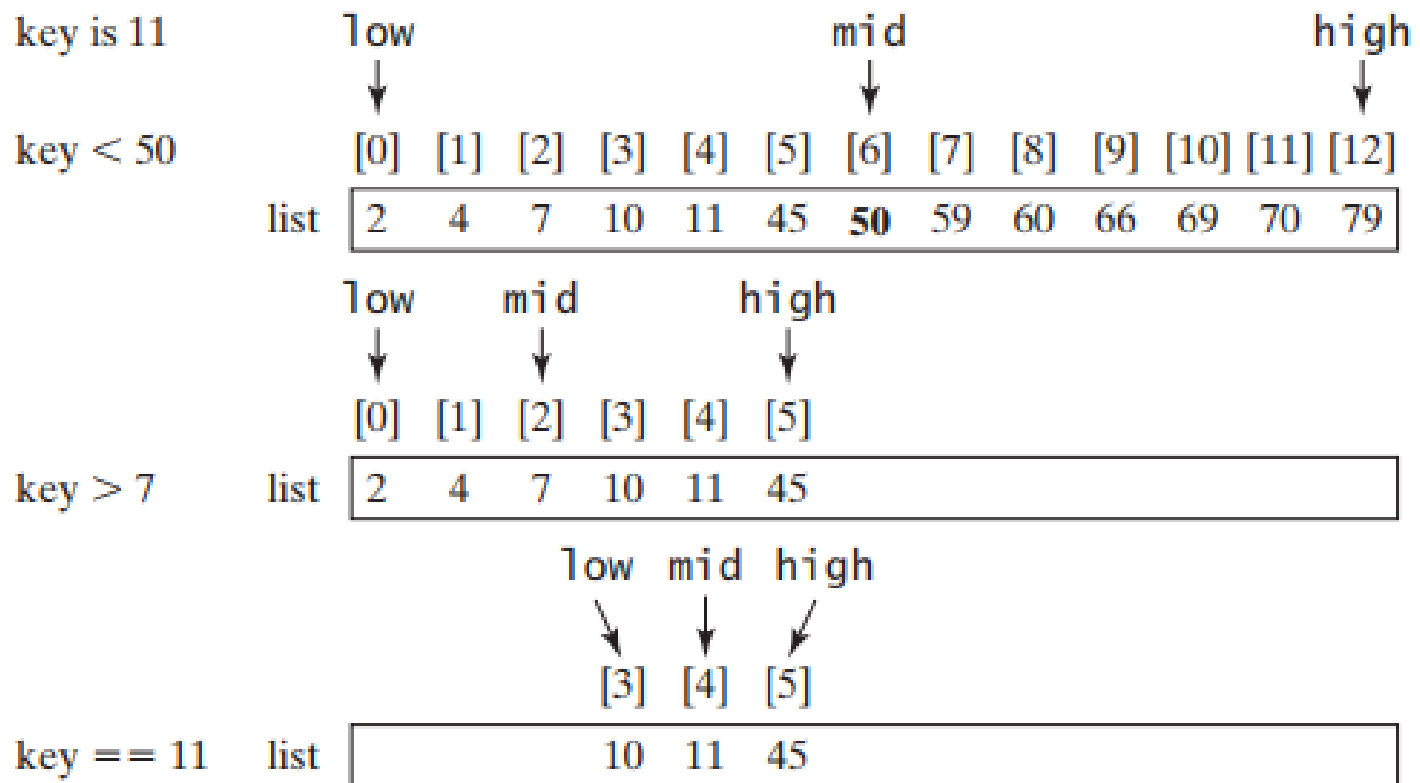 key is 11 low mid high
key < 50 [0] [1] [2] [3] [4] [5] [6] [7] [8] [9] [10] [11] [12]
list 2 4 7 10 11 45 50 59 60 66 69 70 79
low mid high
[0] [1] [2] [3] [4] [5]
key > 7 list 2 4 7 10 11 45
low mid high
[3] [4] [5]
key == 11 list 10 11 45